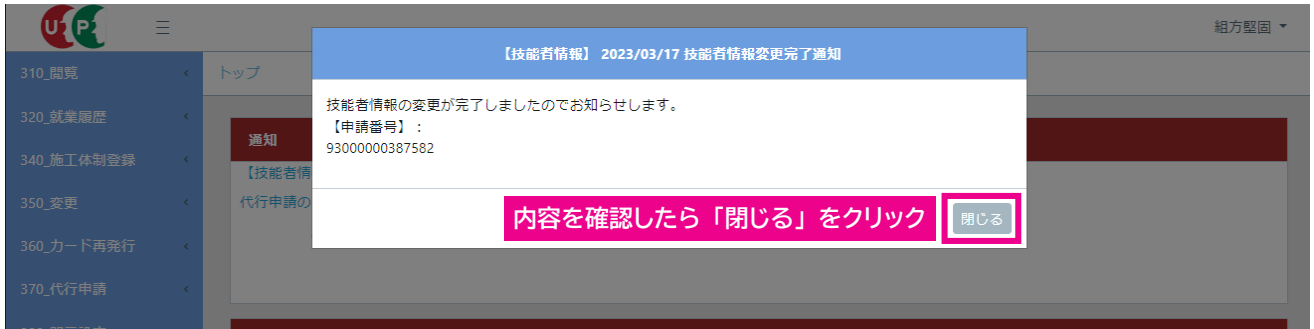 U P
組方堅固
【技能者情報】 2023/03/17 技能者情報変更完了通知
310_閲覧
トップ
技能者情報の変更が完了しましたのでお知らせします。
【申請番号】：
93000000387582
320_就業履歴
通知
340_施工体制登録
【技能者情
350_変更
代行申請の
内容を確認したら「閉じる」をクリック
閉じる
360_カード再発行
370_代行申請